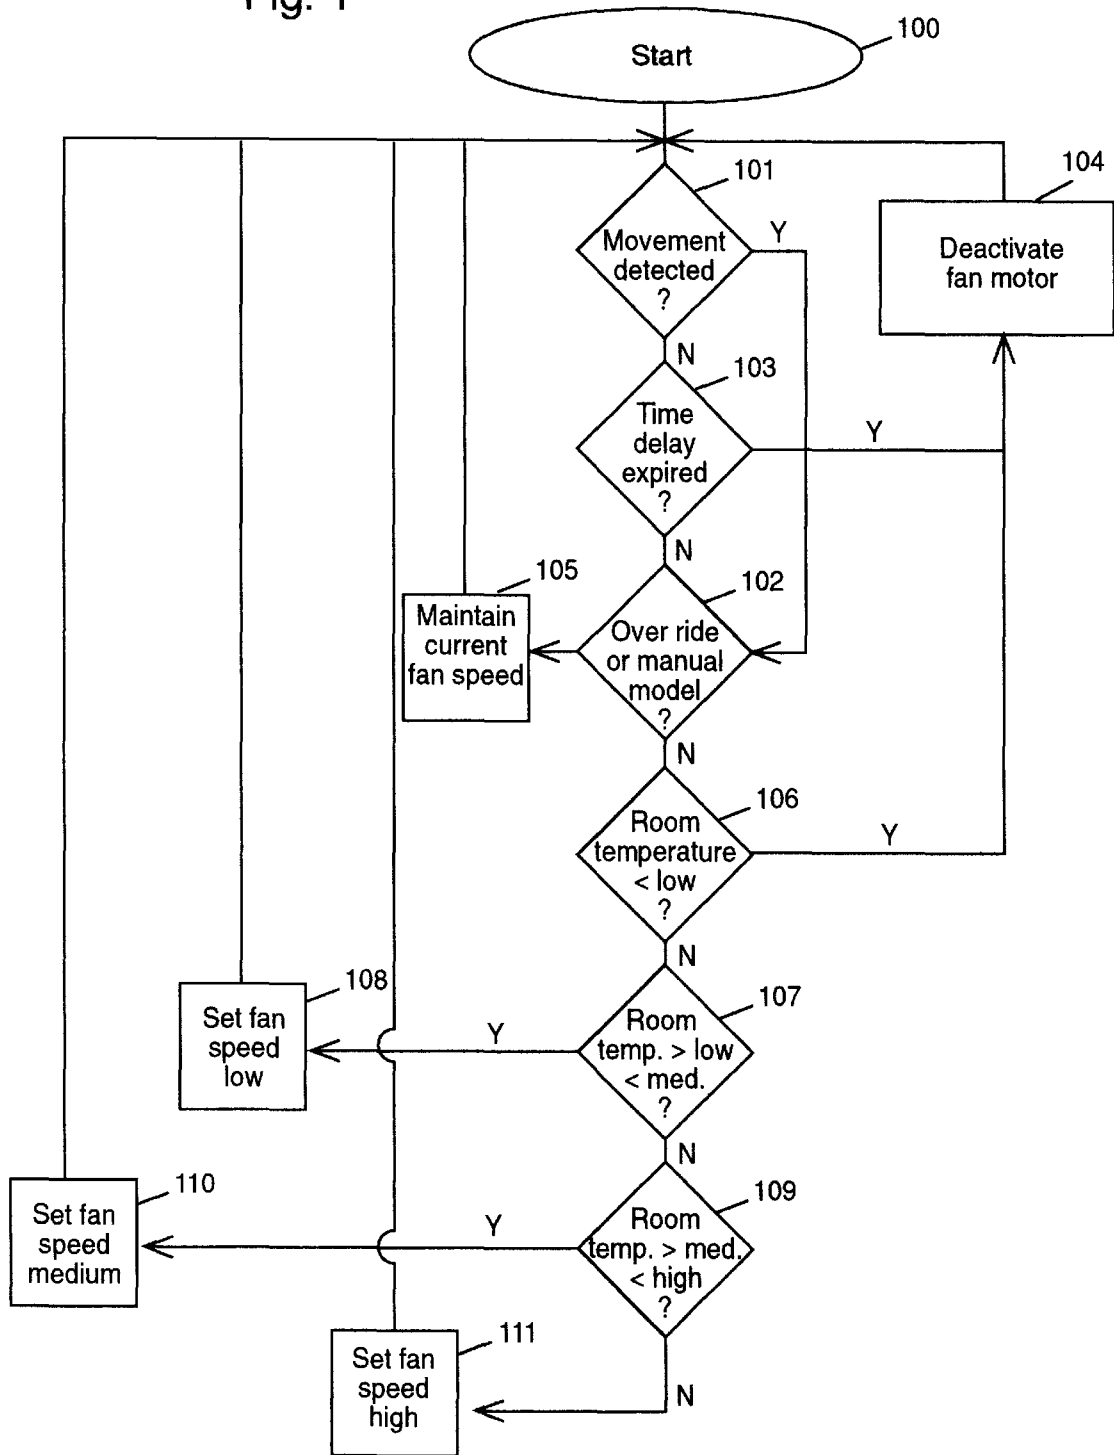 Fig. 1
Start
100
101
Movement
detected
?
Y
N
104
Deactivate
fan motor
103
Time
delay
expired
?
Y
N
105
Maintain
current
fan speed
102
Over ride
or manual
model
?
N
106
Room
temperature
< low
?
Y
N
108
Set fan
speed
low
Y
107
Room
temp. > low
< med.
?
N
110
Set fan
speed
medium
Y
109
Room
temp. > med.
< high
?
N
111
Set fan
speed
high